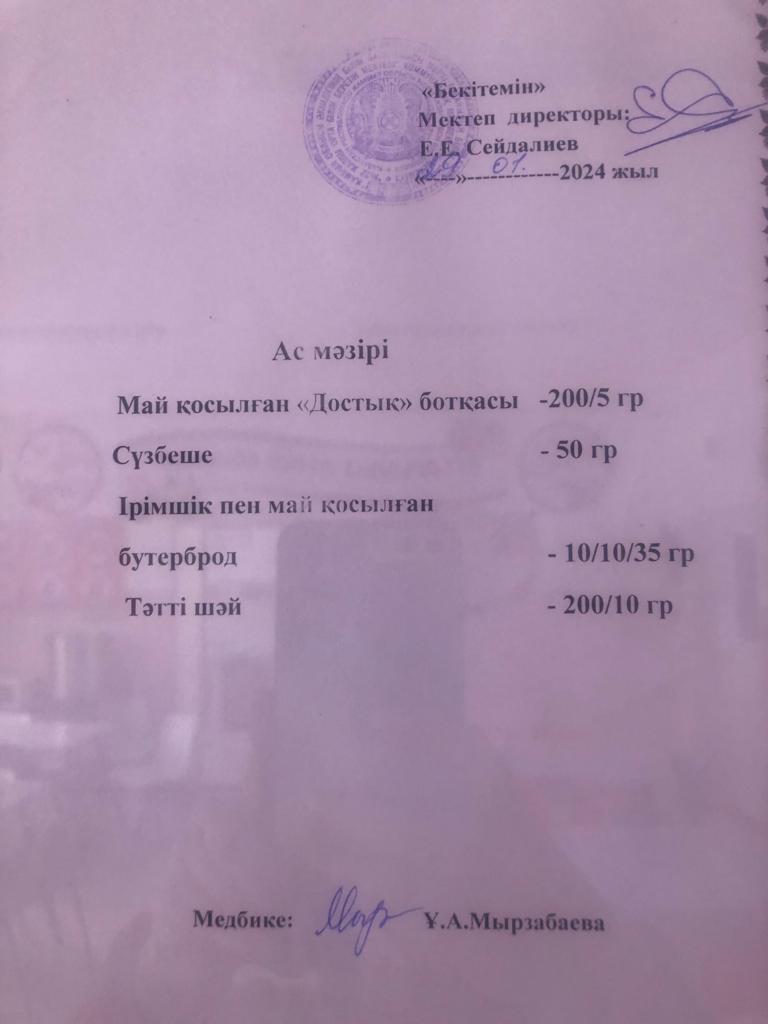 «Бекітемін»
Мектеп директоры:
Е.Е. Сейдалиев
«29» 01. 2024 жыл
Ас мәзірі
Май қосылған «Достық» ботқасы -200/5 гр
Сүзбеше - 50 гр
Ірімшік пен май қосылған
бутерброд - 10/10/35 гр
Тәтті шәй - 200/10 гр
Медбике: Ұ.А.Мырзабаева